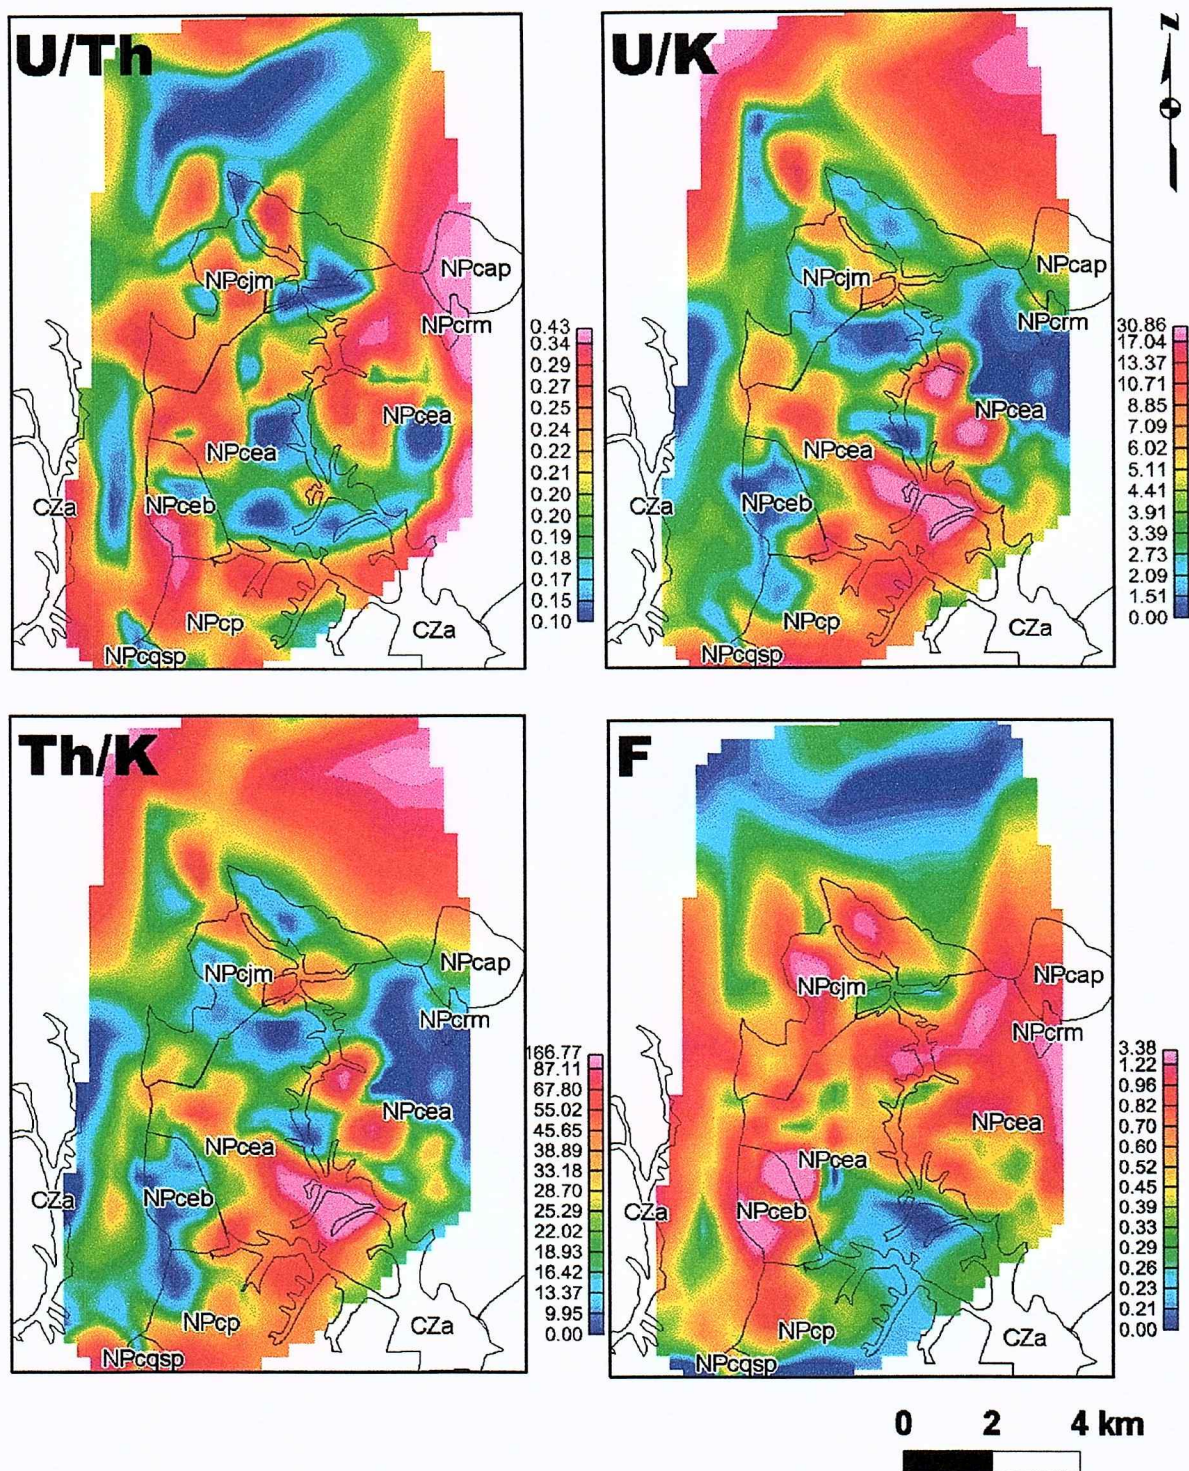 U/Th
NPcjm
NPcap
NPcrm
NPcea
NPcea
NPceb
CZa
NPcp
CZa
NPcqsp
0.43
0.34
0.29
0.27
0.25
0.24
0.22
0.21
0.20
0.20
0.19
0.18
0.17
0.15
0.10
U/K
N
NPcjm
NPcap
NPcrm
NPcea
NPcea
NPceb
CZa
NPcp
CZa
NPcqsp
30.86
17.04
13.37
10.71
8.85
7.09
6.02
5.11
4.41
3.91
3.39
2.73
2.09
1.51
0.00
Th/K
NPcjm
NPcap
NPcrm
NPcea
NPcea
NPceb
CZa
NPcp
CZa
NPcqsp
166.77
87.11
67.80
55.02
45.65
38.89
33.18
28.70
25.29
22.02
18.93
16.42
13.37
9.95
0.00
F
NPcjm
NPcap
NPcrm
NPcea
NPcea
NPceb
CZa
NPcp
CZa
NPcqsp
3.38
1.22
0.96
0.82
0.70
0.60
0.52
0.45
0.39
0.33
0.29
0.26
0.23
0.21
0.00
0 2 4 km